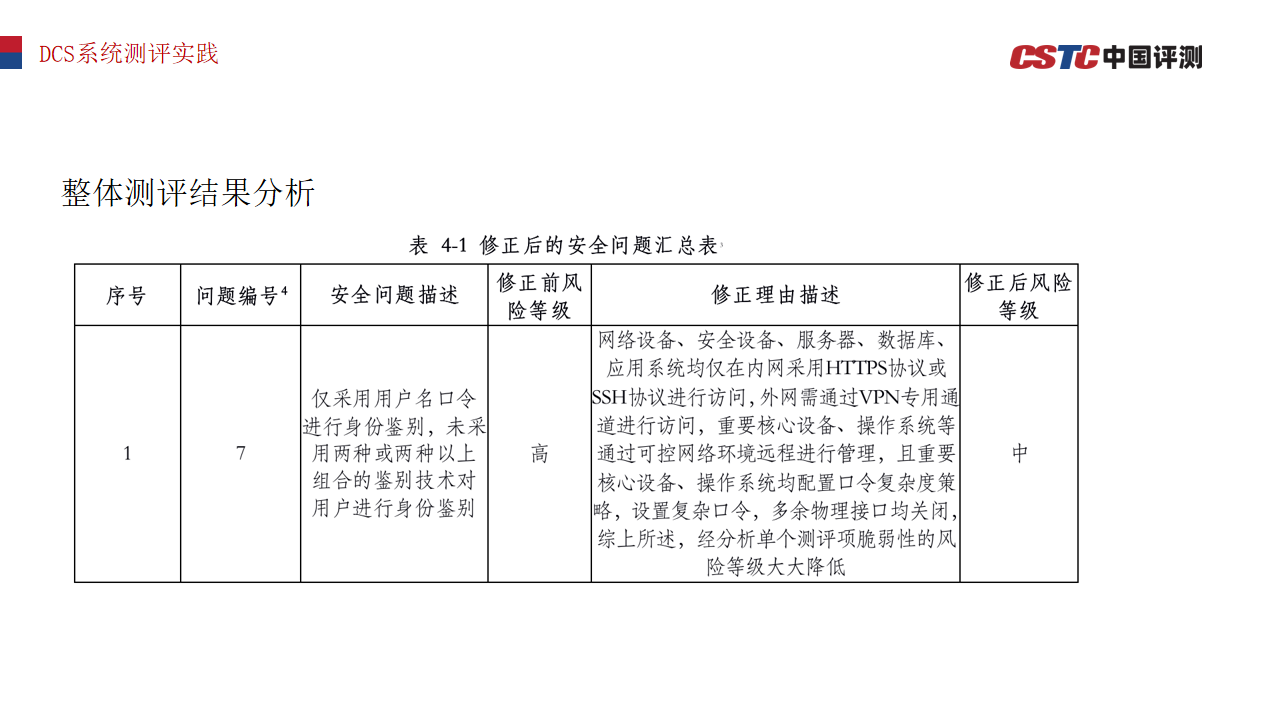 DCS系统测评实践
CSTC中国评测
整体测评结果分析
表 4-1 修正后的安全问题汇总表
序号
问题编号4
安全问题描述
修正前风
险等级
修正理由描述
修正后风险
等级
1
7
仅采用用户名口令
进行身份鉴别，未采
用两种或两种以上
组合的鉴别技术对
用户进行身份鉴别
高
网络设备、安全设备、服务器、数据库、
应用系统均仅在内网采用HTTPS协议或
SSH协议进行访问，外网需通过VPN专用通
道进行访问，重要核心设备、操作系统等
通过可控网络环境远程进行管理，且重要
核心设备、操作系统均配置口令复杂度策
略，设置复杂口令，多余物理接口均关闭，
综上所述，经分析单个测评项脆弱性的风
险等级大大降低
中